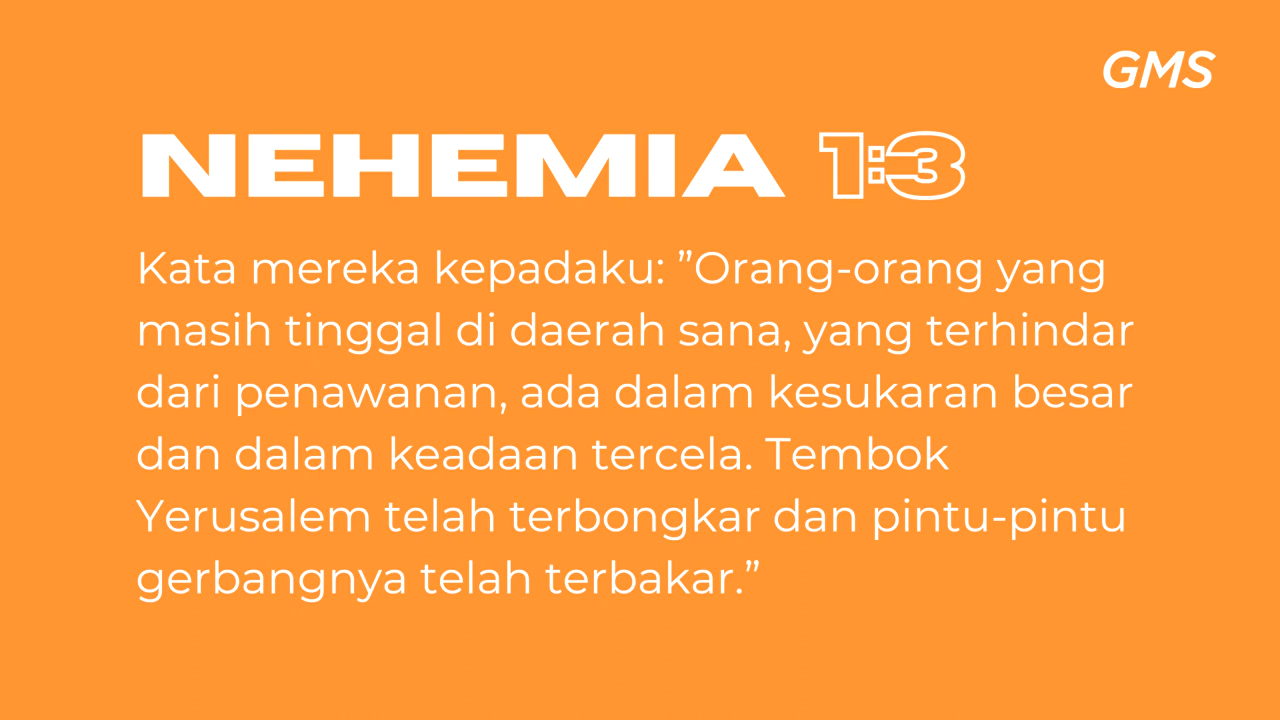 GMS
NEHEMIA 1:3
Kata mereka kepadaku: ”Orang-orang yang
masih tinggal di daerah sana, yang terhindar
dari penawanan, ada dalam kesukaran besar
dan dalam keadaan tercela. Tembok
Yerusalem telah terbongkar dan pintu-pintu
gerbangnya telah terbakar.”